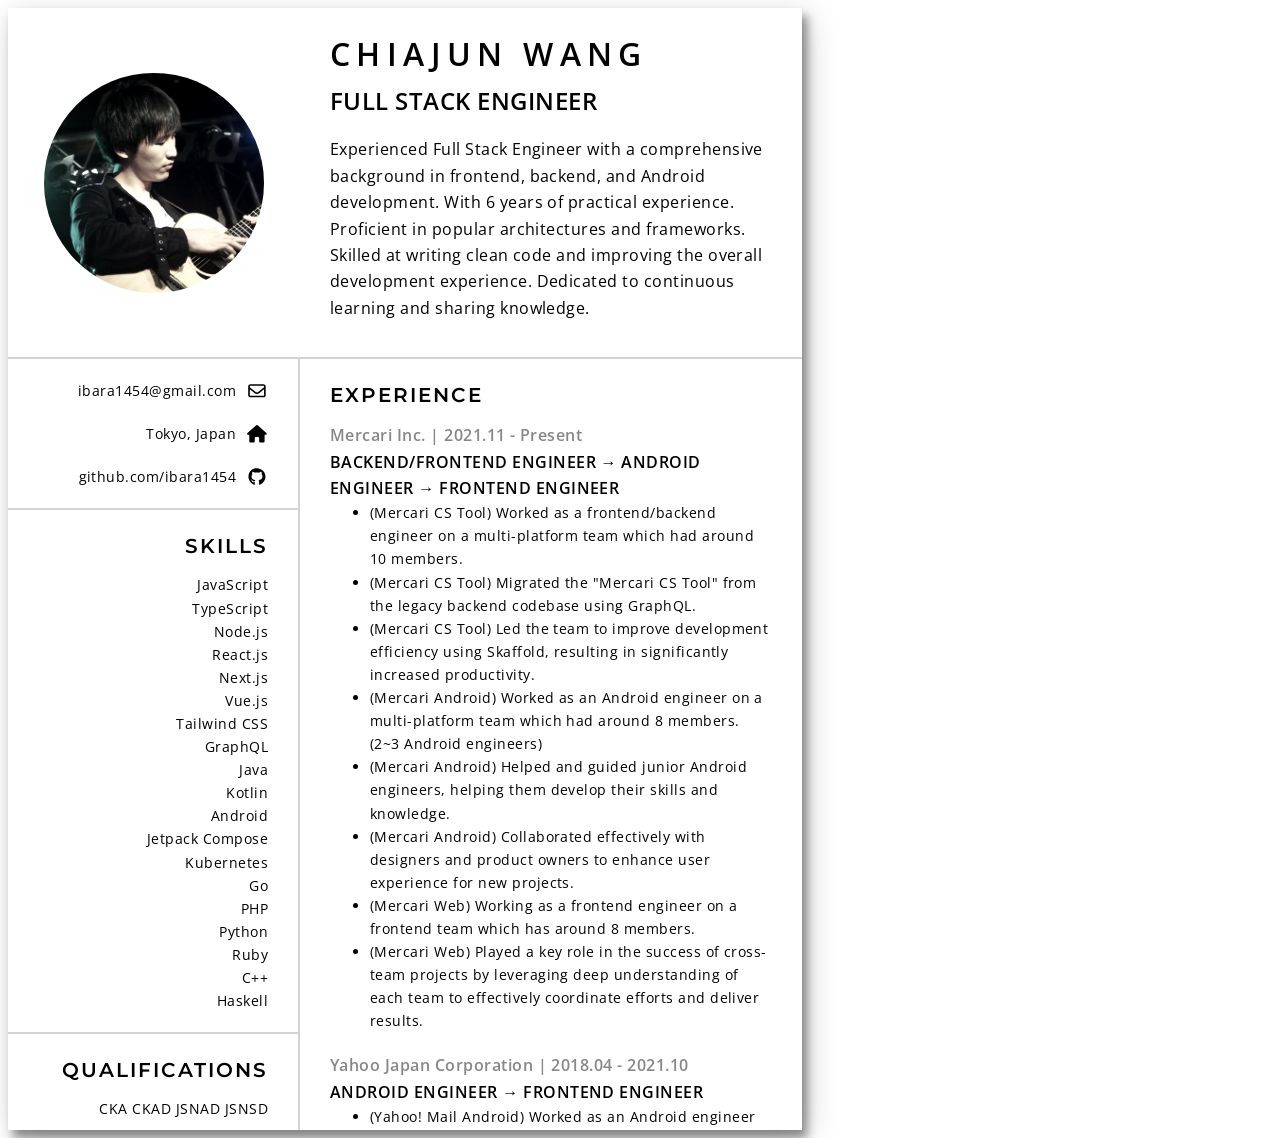 CHIAJUN WANG
FULL STACK ENGINEER
Experienced Full Stack Engineer with a comprehensive
background in frontend, backend, and Android
development. With 6 years of practical experience.
Proficient in popular architectures and frameworks.
Skilled at writing clean code and improving the overall
development experience. Dedicated to continuous
learning and sharing knowledge.
ibara1454@gmail.com
Tokyo, Japan
github.com/ibara1454
SKILLS
JavaScript
TypeScript
Node.js
React.js
Next.js
Vue.js
Tailwind CSS
GraphQL
Java
Kotlin
Android
Jetpack Compose
Kubernetes
Go
PHP
Python
Ruby
C++
Haskell
QUALIFICATIONS
CKA CKAD JSNAD JSNSD
EXPERIENCE
Mercari Inc. | 2021.11 - Present
BACKEND/FRONTEND ENGINEER → ANDROID
ENGINEER → FRONTEND ENGINEER
• (Mercari CS Tool) Worked as a frontend/backend
engineer on a multi-platform team which had around
10 members.
• (Mercari CS Tool) Migrated the "Mercari CS Tool" from
the legacy backend codebase using GraphQL.
• (Mercari CS Tool) Led the team to improve development
efficiency using Skaffold, resulting in significantly
increased productivity.
• (Mercari Android) Worked as an Android engineer on a
multi-platform team which had around 8 members.
(2~3 Android engineers)
• (Mercari Android) Helped and guided junior Android
engineers, helping them develop their skills and
knowledge.
• (Mercari Android) Collaborated effectively with
designers and product owners to enhance user
experience for new projects.
• (Mercari Web) Working as a frontend engineer on a
frontend team which has around 8 members.
• (Mercari Web) Played a key role in the success of cross-
team projects by leveraging deep understanding of
each team to effectively coordinate efforts and deliver
results.
Yahoo Japan Corporation | 2018.04 - 2021.10
ANDROID ENGINEER → FRONTEND ENGINEER
• (Yahoo! Mail Android) Worked as an Android engineer